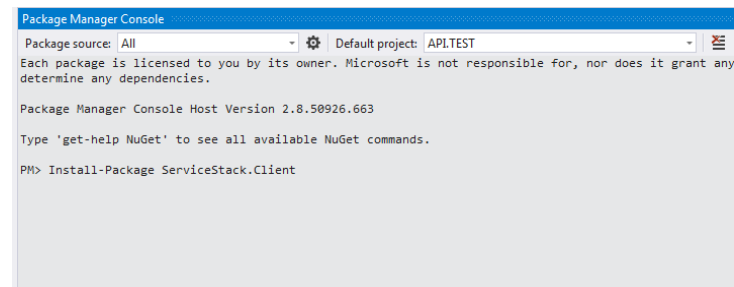 Package Manager Console
Package source: All Default project: API.TEST
Each package is licensed to you by its owner. Microsoft is not responsible for, nor does it grant any
determine any dependencies.
Package Manager Console Host Version 2.8.50926.663
Type 'get-help NuGet' to see all available NuGet commands.
PM> Install-Package ServiceStack.Client